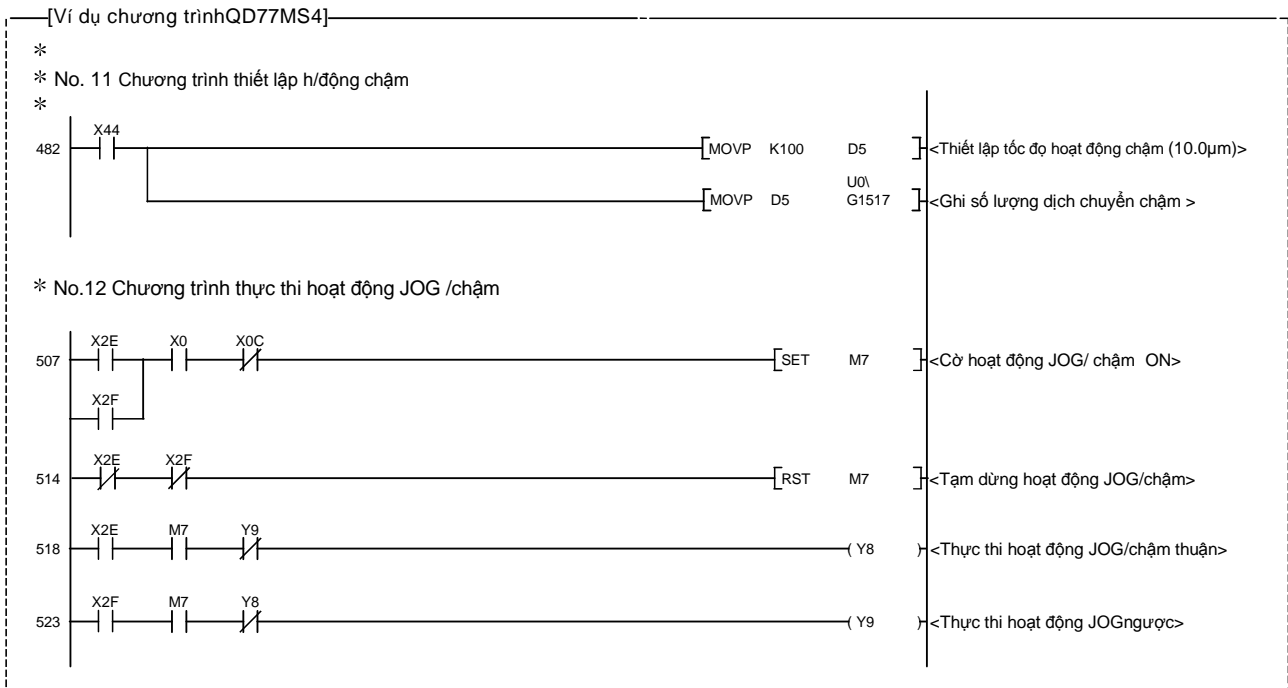 [Ví dụ chương trìnhQD77MS4]
*
* No. 11 Chương trình thiết lập h/động chậm
*
X44
482 [MOVP K100 D5 ] <Thiết lập tốc đọ hoạt động chậm (10.0µm)>
U0\
[MOVP D5 G1517 ] <Ghi số lượng dịch chuyển chậm >
* No.12 Chương trình thực thi hoạt động JOG /chậm
X2E X0 X0C
507 [SET M7 ] <Cờ hoạt động JOG/ chậm ON>
X2F
X2E X2F
514 [RST M7 ] <Tạm dừng hoạt động JOG/chậm>
X2E M7 Y9
518 ( Y8 ) <Thực thi hoạt động JOG/chậm thuận>
X2F M7 Y8
523 ( Y9 ) <Thực thi hoạt động JOGngược>